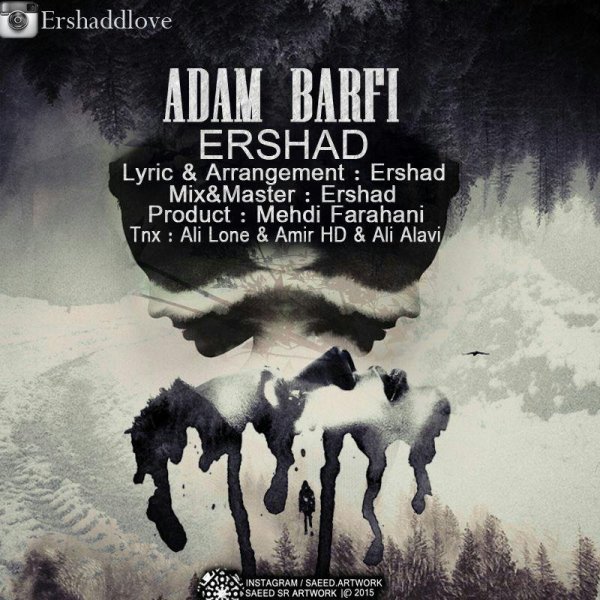 Ershaddlove
ADAM BARFI
ERSHAD
Lyric & Arrangement : Ershad
Mix&Master : Ershad
Product : Mehdi Farahani
Tnx : Ali Lone & Amir HD & Ali Alavi
INSTAGRAM / SAEED.ARTWORK
SAEED SR ARTWORK |© 2015